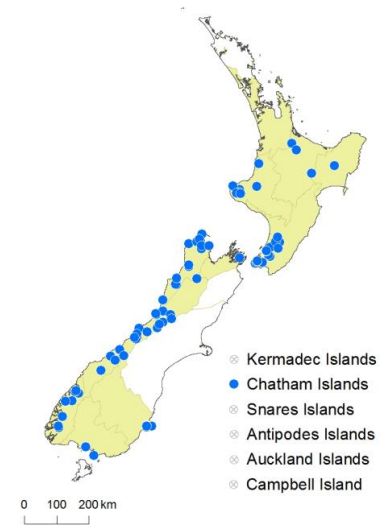 Kermadec Islands
Chatham Islands
Snares Islands
Antipodes Islands
Auckland Islands
Campbell Island
0 100 200 km